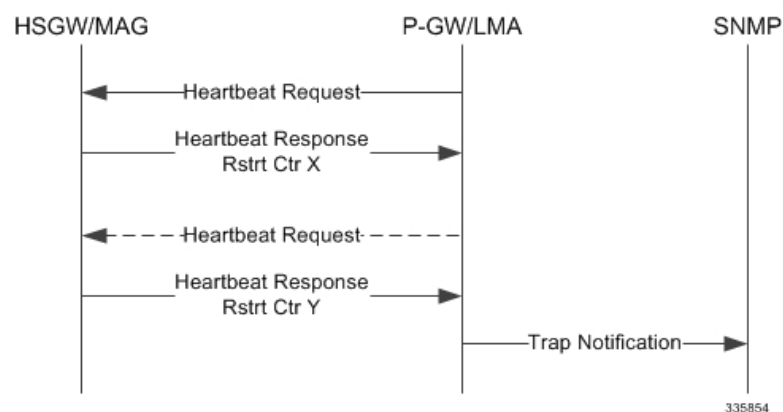 HSGW/MAG P-GW/LMA SNMP
Heartbeat Request
Heartbeat Response
Rstrt Ctr X
Heartbeat Request
Heartbeat Response
Rstrt Ctr Y
Trap Notification
335854